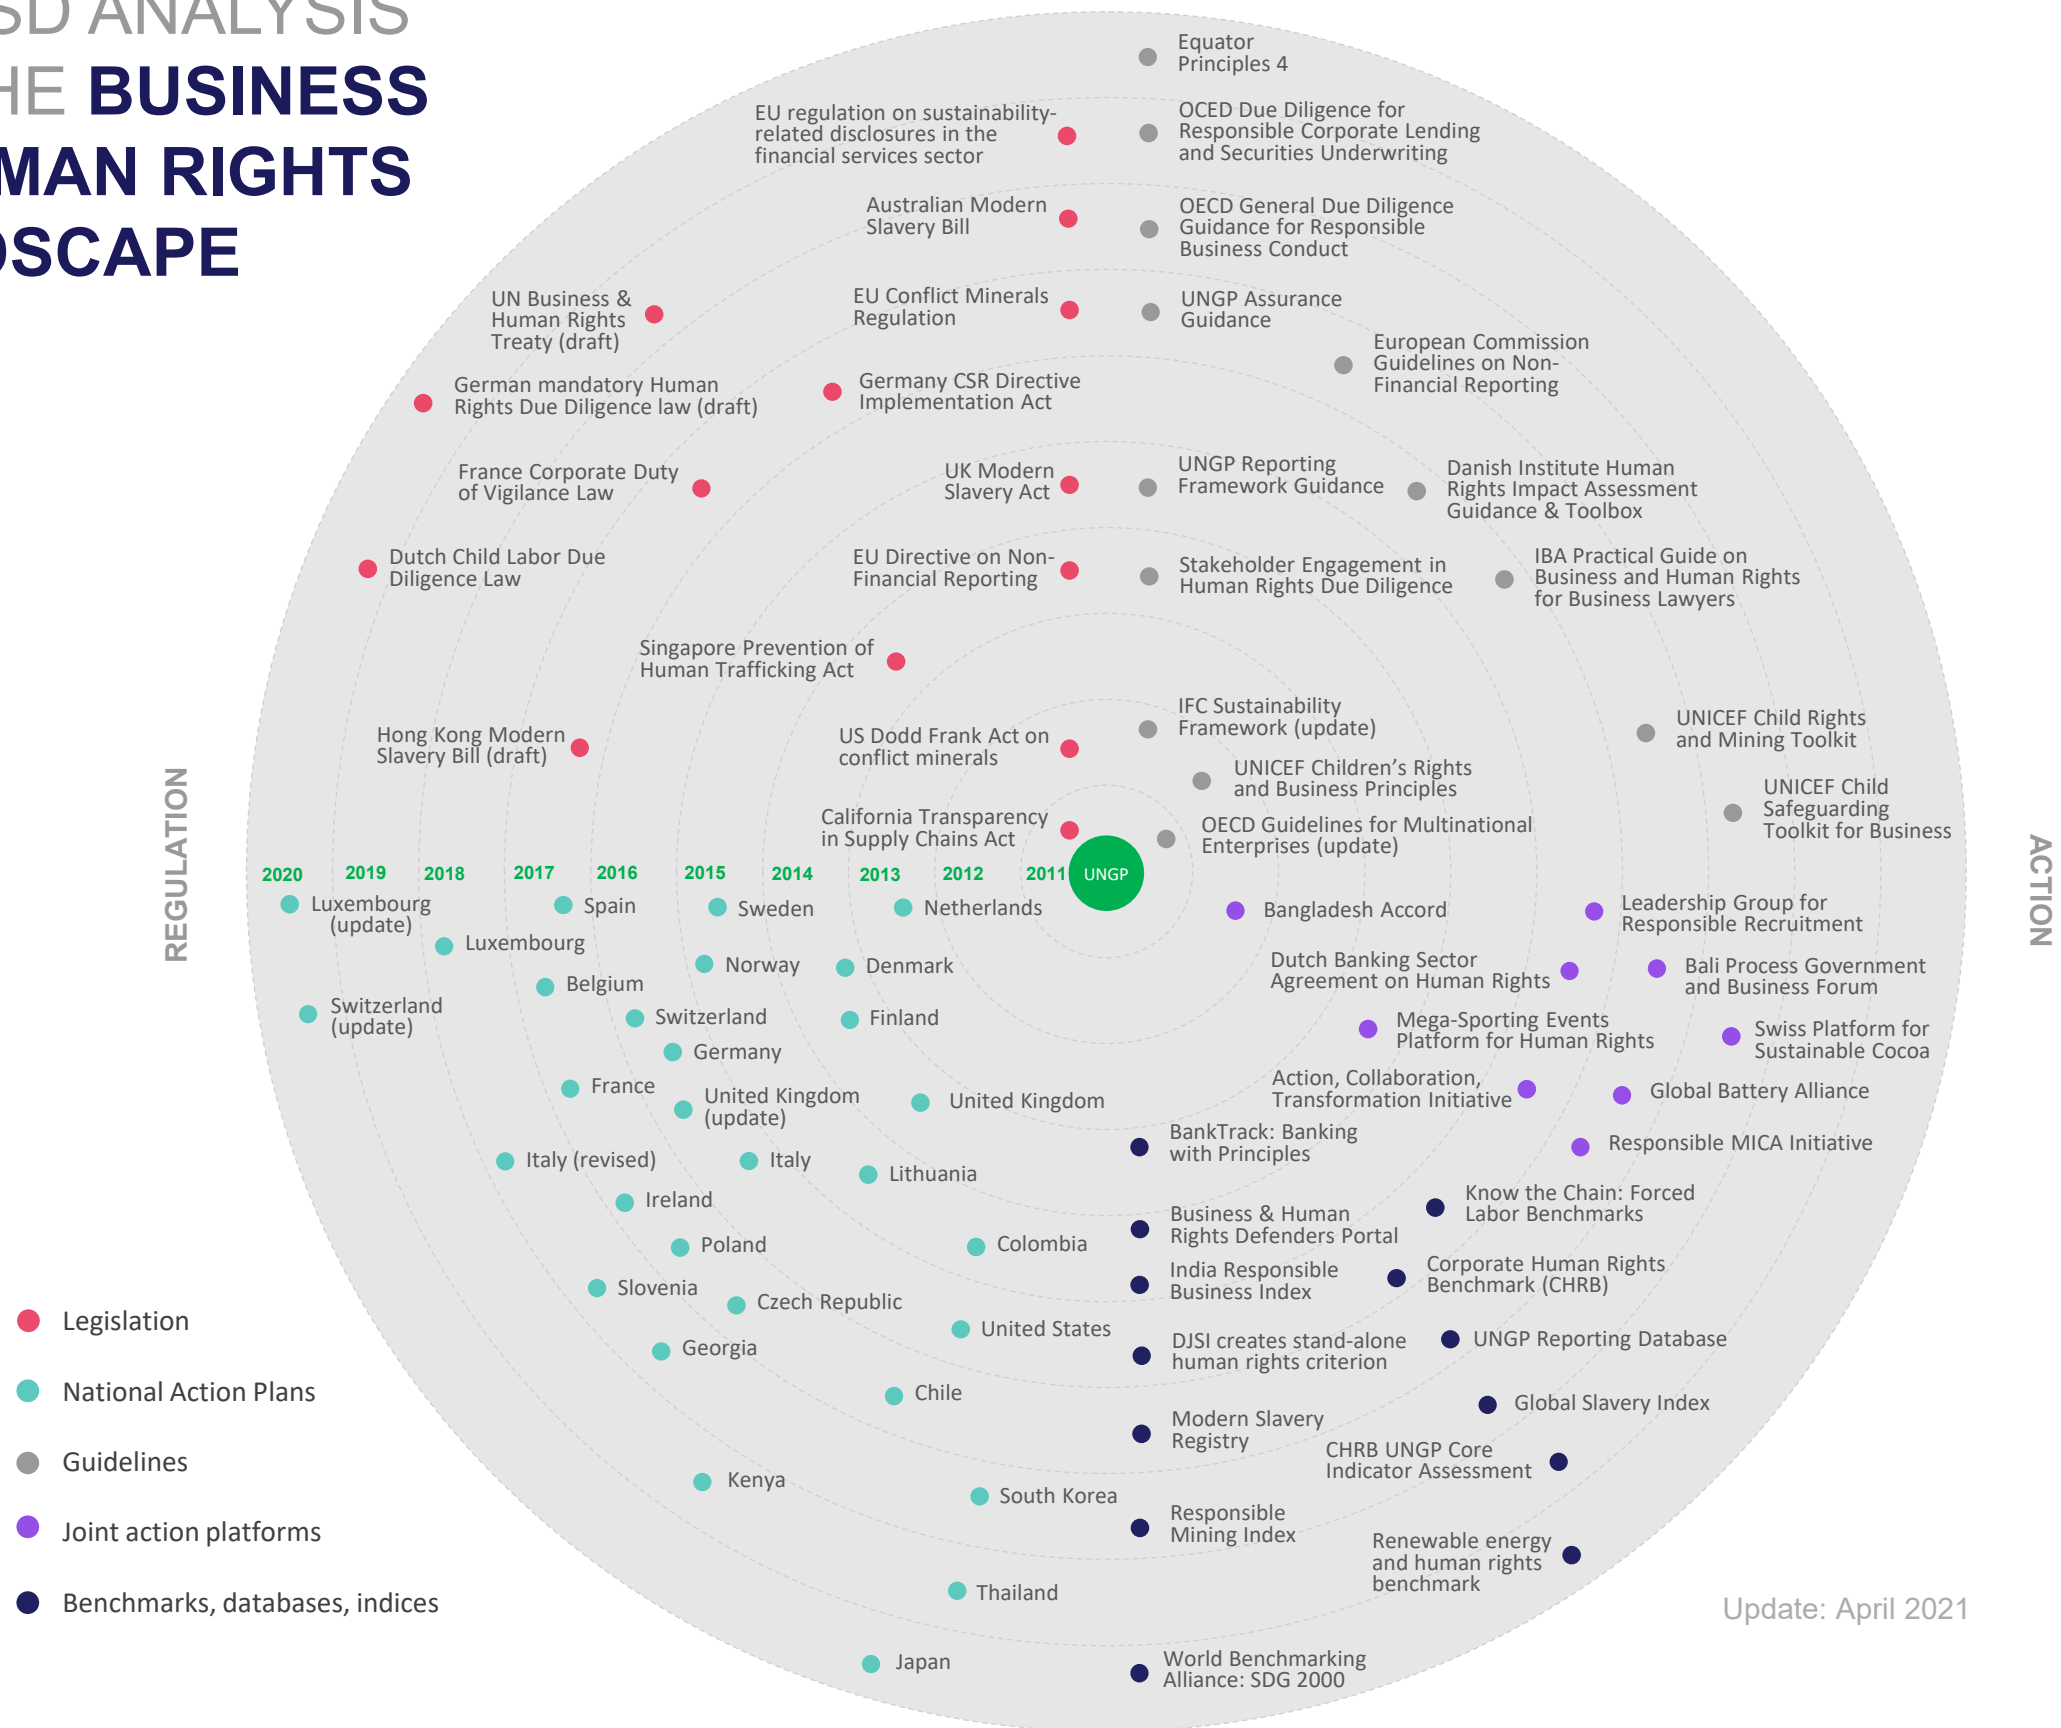 SD ANALYSIS
HE BUSINESS
MAN RIGHTS
DSCAPE
Equator
Principles 4
EU regulation on sustainability-
related disclosures in the
financial services sector
OCED Due Diligence for
Responsible Corporate Lending
and Securities Underwriting
Australian Modern
Slavery Bill
OECD General Due Diligence
Guidance for Responsible
Business Conduct
UN Business &
Human Rights
Treaty (draft)
EU Conflict Minerals
Regulation
UNGP Assurance
Guidance
European Commission
Guidelines on Non-
Financial Reporting
German mandatory Human
Rights Due Diligence law (draft)
Germany CSR Directive
Implementation Act
France Corporate Duty
of Vigilance Law
UK Modern
Slavery Act
UNGP Reporting
Framework Guidance
Danish Institute Human
Rights Impact Assessment
Guidance & Toolbox
Dutch Child Labor Due
Diligence Law
EU Directive on Non-
Financial Reporting
Stakeholder Engagement in
Human Rights Due Diligence
IBA Practical Guide on
Business and Human Rights
for Business Lawyers
Singapore Prevention of
Human Trafficking Act
Hong Kong Modern
Slavery Bill (draft)
US Dodd Frank Act on
conflict minerals
IFC Sustainability
Framework (update)
UNICEF Child Rights
and Mining Toolkit
UNICEF Children's Rights
and Business Principles
UNICEF Child
Safeguarding
Toolkit for Business
California Transparency
in Supply Chains Act
OECD Guidelines for Multinational
Enterprises (update)
REGULATION
ACTION
2020 2019 2018 2017 2016 2015 2014 2013 2012 2011 UNGP
Luxembourg
(update)
Spain
Sweden
Netherlands
Bangladesh Accord
Leadership Group for
Responsible Recruitment
Luxembourg
Norway
Denmark
Dutch Banking Sector
Agreement on Human Rights
Bali Process Government
and Business Forum
Belgium
Switzerland
(update)
Switzerland
Finland
Mega-Sporting Events
Platform for Human Rights
Swiss Platform for
Sustainable Cocoa
Germany
France
United Kingdom
(update)
United Kingdom
Action, Collaboration,
Transformation Initiative
Global Battery Alliance
BankTrack: Banking
with Principles
Responsible MICA Initiative
Italy (revised)
Italy
Lithuania
Ireland
Know the Chain: Forced
Labor Benchmarks
Business & Human
Rights Defenders Portal
Poland
Colombia
India Responsible
Business Index
Corporate Human Rights
Benchmark (CHRB)
Slovenia
Czech Republic
United States
DJSI creates stand-alone
human rights criterion
UNGP Reporting Database
Georgia
Chile
Global Slavery Index
Modern Slavery
Registry
CHRB UNGP Core
Indicator Assessment
Kenya
South Korea
Responsible
Mining Index
Renewable energy
and human rights
benchmark
Thailand
Japan
World Benchmarking
Alliance: SDG 2000
Legislation
National Action Plans
Guidelines
Joint action platforms
Benchmarks, databases, indices
Update: April 2021